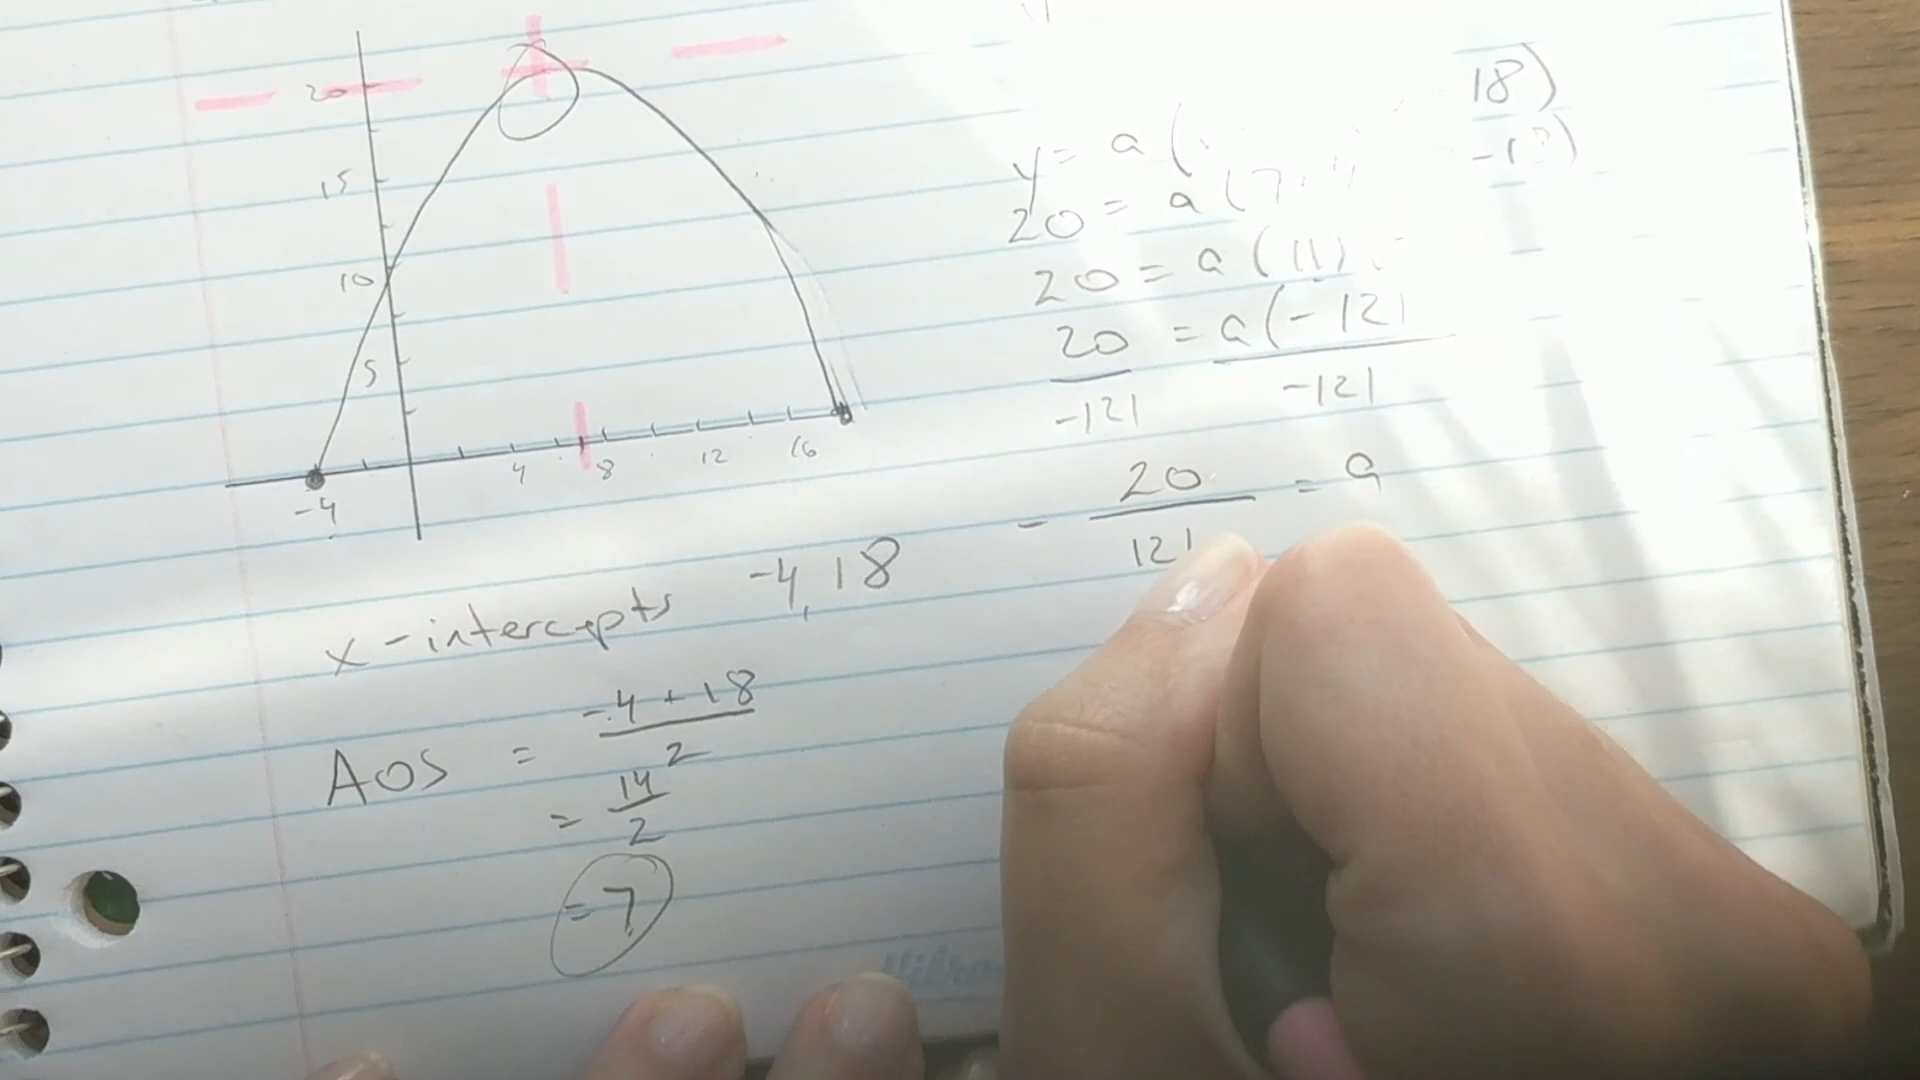 20
15
10
5
-4
4
8
12
16
x-intercepts -4, 18
AOS = -4 + 18
2
= 14
2
= 7
y = a ( 18)
20 = a (7
20 = a (11)
20 = a (-121
-121 -121
- 20 = a
121